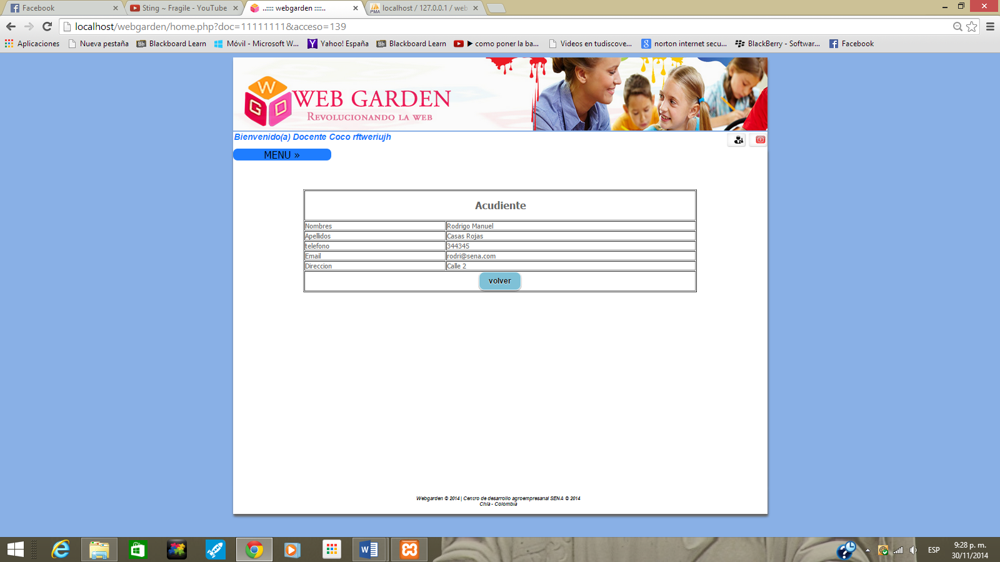 Facebook
Sting ~ Fragile - YouTube
..:::: webgarden ::::..
localhost / 127.0.0.1 / web
localhost/webgarden/home.php?doc=11111111&acceso=139
Aplicaciones
Nueva pestaña
Blackboard Learn
Móvil - Microsoft W...
Yahoo! España
Blackboard Learn
▶ como poner la ba...
Videos en tudiscove...
norton internet secu...
BlackBerry - Softwar...
Facebook
W G D
WEB GARDEN
REVOLUCIONANDO LA WEB
Bienvenido(a) Docente Coco rftweriujh
MENU »
Acudiente
Nombres Rodrigo Manuel
Apellidos Casas Rojas
telefono 344345
Email rodri@sena.com
Direccion Calle 2
volver
Webgarden © 2014 | Centro de desarrollo agroempresarial SENA © 2014
Chía - Colombia
ESP
9:28 p. m.
30/11/2014